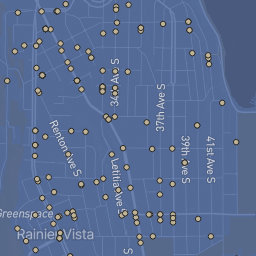 34th Ave S
37th Ave S
39th Ave S
41st Ave S
Renton Ave S
Letitia Ave S
S
Greenspace
Rainier Vista